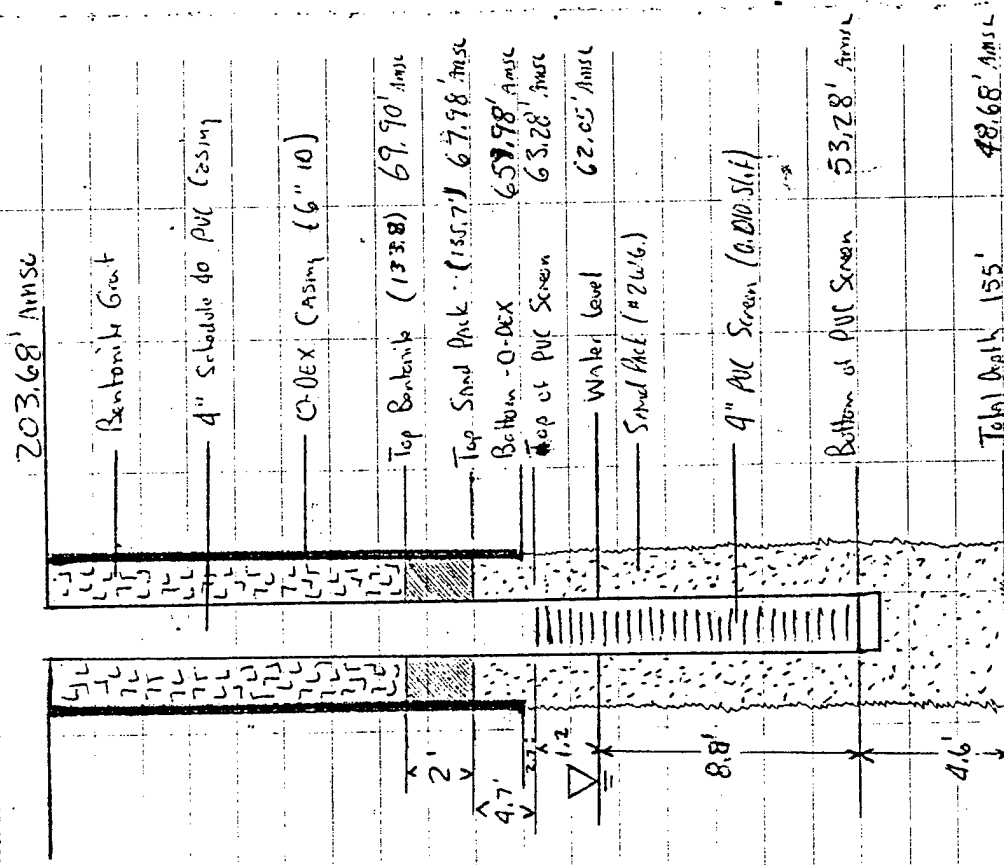 203.68' AMSL
Bentonite Grout
4" Schedule 40 PVC Casing
O-DEX CASing (6" ID)
Top Bentonite (133.8) 69.90' Amsl
Top Sand Pack (135.7') 67.98' Amsl
Bottom - O-DEX Amsl
Top of PVC Screen 63.28' Amsl
Water Level 62.05' Amsl
Sand Pack
4" PVC Screen (0.010 Slit)
Bottom of PVC Screen 53.28' Amsl
Total Depth 155' 48.68' Amsl
2'
4.7'
1.2
8.8'
4.6'